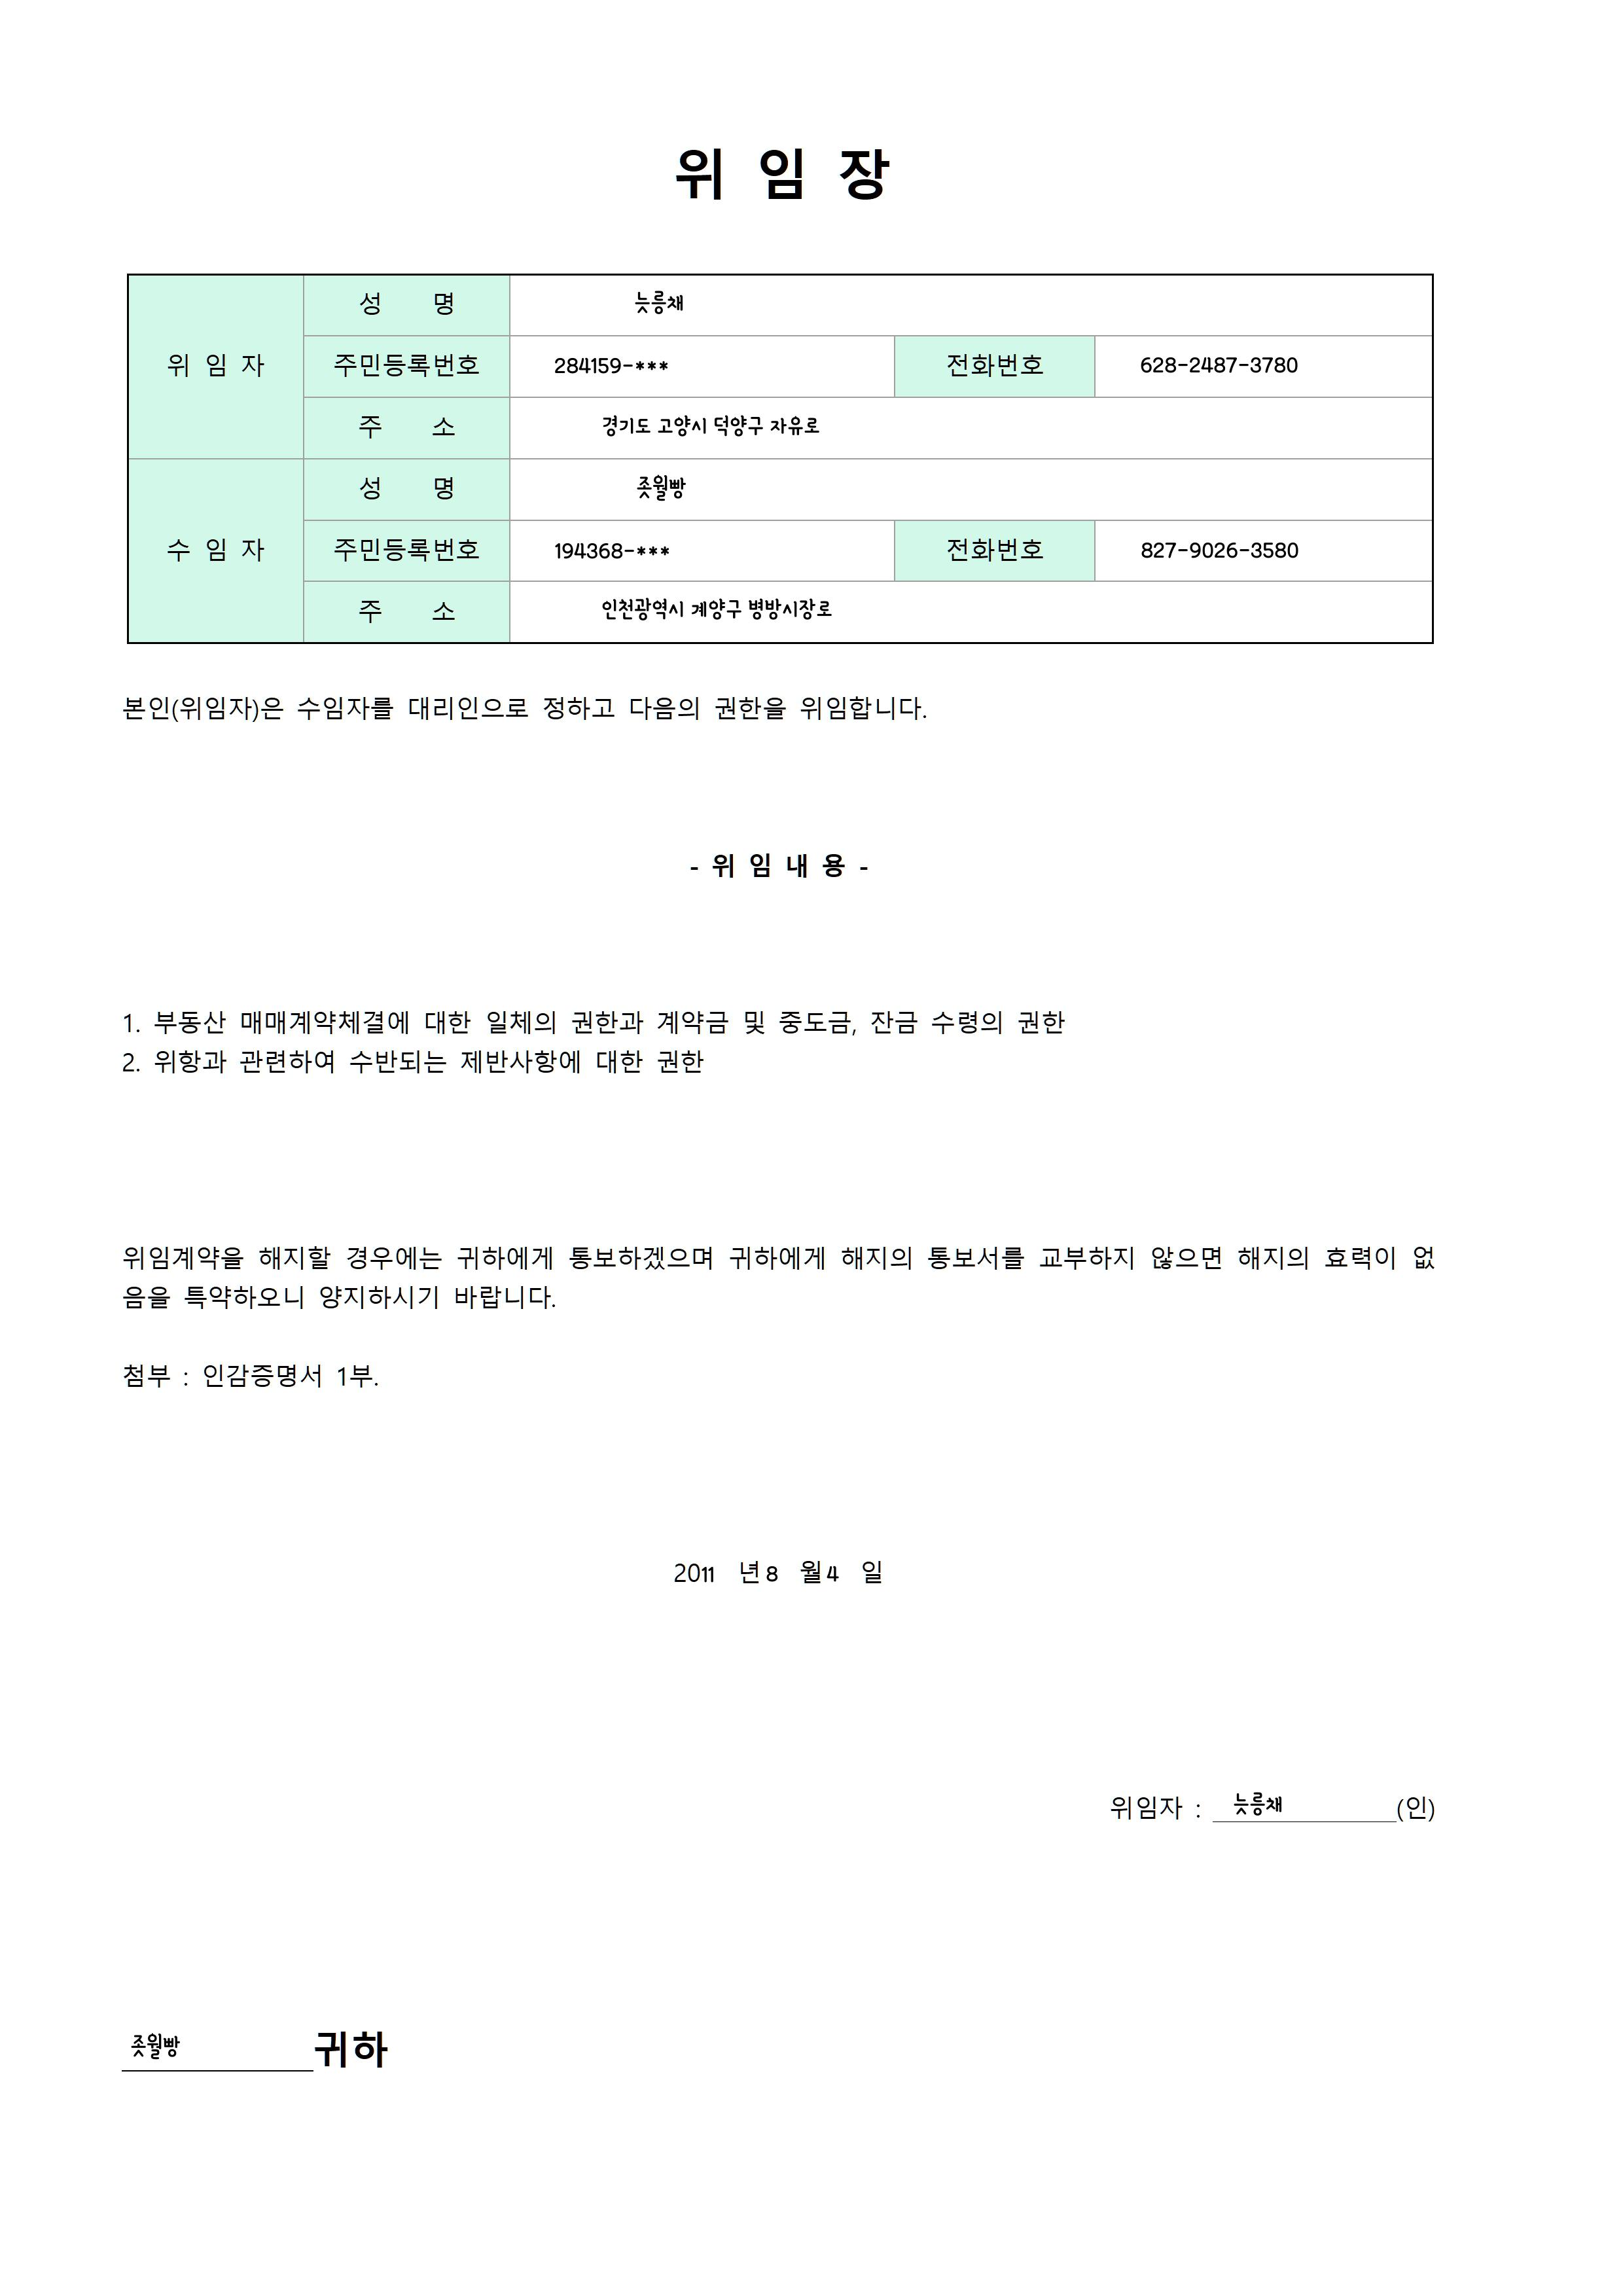 위 임 장
위 임 자
성 명 늣릉채
주민등록번호 284159-*** 전화번호 628-2487-3780
주 소 경기도 고양시 덕양구 자유로
수 임 자
성 명 좃월빵
주민등록번호 194368-*** 전화번호 827-9026-3580
주 소 인천광역시 계양구 병방시장로
본인(위임자)은 수임자를 대리인으로 정하고 다음의 권한을 위임합니다.
- 위 임 내 용 -
1. 부동산 매매계약체결에 대한 일체의 권한과 계약금 및 중도금, 잔금 수령의 권한
2. 위항과 관련하여 수반되는 제반사항에 대한 권한
위임계약을 해지할 경우에는 귀하에게 통보하겠으며 귀하에게 해지의 통보서를 교부하지 않으면 해지의 효력이 없
음을 특약하오니 양지하시기 바랍니다.
첨부 : 인감증명서 1부.
2011 년 8 월 4 일
위임자 : 늣릉채 (인)
좃월빵 귀하